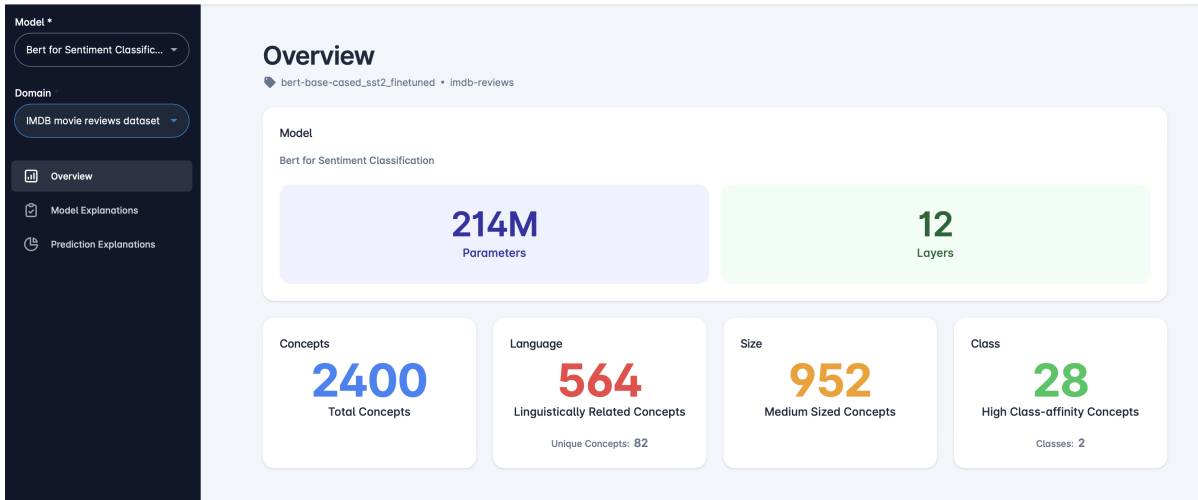 Model *
Bert for Sentiment Classific...
Domain
IMDB movie reviews dataset
Overview
Model Explanations
Prediction Explanations
Overview
bert-base-cased_sst2_finetuned • imdb-reviews
Model
Bert for Sentiment Classification
214M
Parameters
12
Layers
Concepts
2400
Total Concepts
Language
564
Linguistically Related Concepts
Unique Concepts: 82
Size
952
Medium Sized Concepts
Class
28
High Class-affinity Concepts
Classes: 2